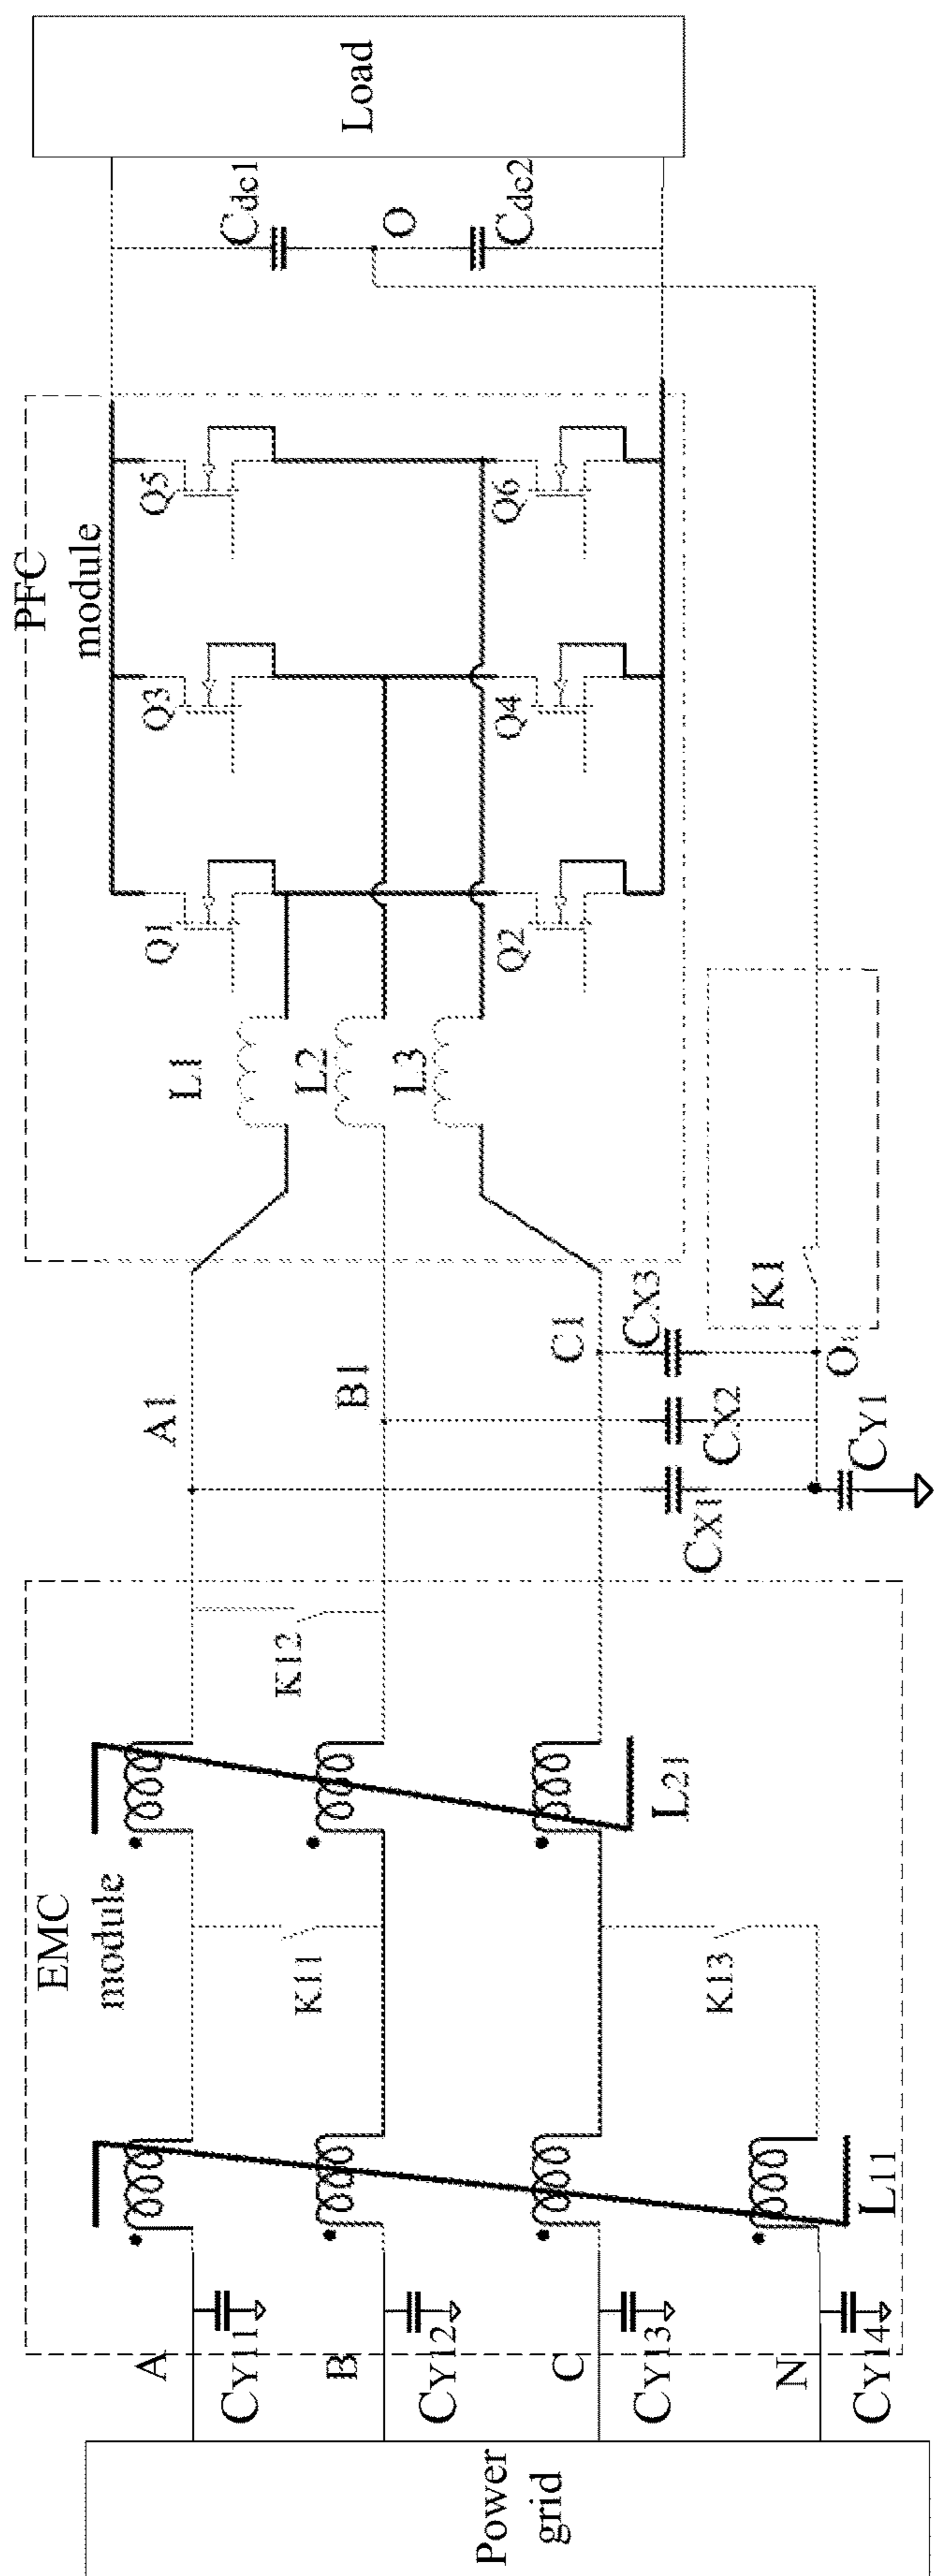 Power
grid
A
B
C
N
CY11
CY12
CY13
CY14
EMC
module
L11
K11
K13
L21
K12
A1
B1
C1
CX1
CX2
CX3
CY1
O1
K1
PFC
module
L1
L2
L3
Q1
Q2
Q3
Q4
Q5
Q6
Cdc1
O
Cdc2
Load